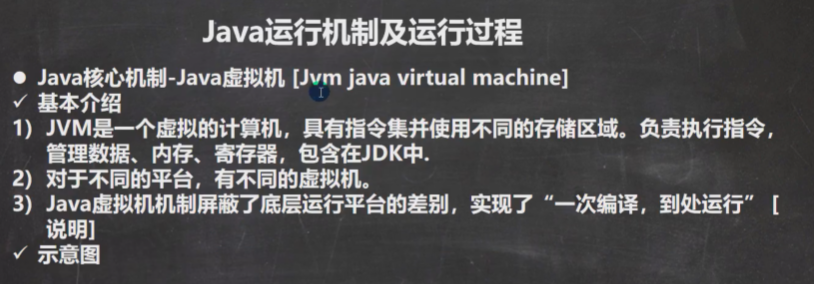 Java运行机制及运行过程
● Java核心机制-Java虚拟机 [Jvm java virtual machine]
✓ 基本介绍
1) JVM是一个虚拟的计算机，具有指令集并使用不同的存储区域。负责执行指令，
管理数据、内存、寄存器，包含在JDK中.
2) 对于不同的平台，有不同的虚拟机。
3) Java虚拟机机制屏蔽了底层运行平台的差别，实现了“一次编译，到处运行” [
说明]
✓ 示意图